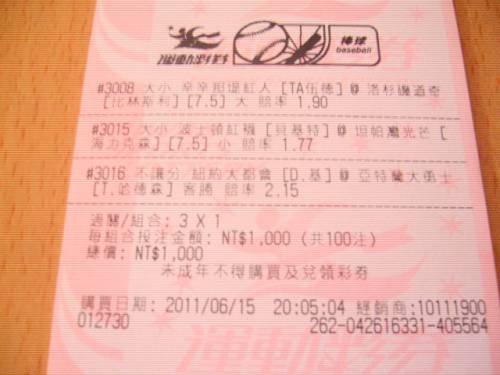 運動彩券
棒球
baseball
#3008 大小 辛辛那堤紅人 [TA伍德] @ 洛杉磯道奇
[比林斯利] [7.5] 大 賠率 1.90
#3015 大小 波士頓紅襪 [貝基特] @ 坦帕灣光芒 [
海力克森] [7.5] 小 賠率 1.77
#3016 不讓分 紐約大都會 [D.基] @ 亞特蘭大勇士
[T.哈德森] 客勝 賠率 2.15
過關/組合: 3 X 1
每組合投注金額: NT$1,000 (共100注)
總價: NT$1,000
未成年不得購買及兌領彩券
購買日期: 2011/06/15 20:05:04 經銷商:10111900
012730 262-042616331-405564
運動彩券